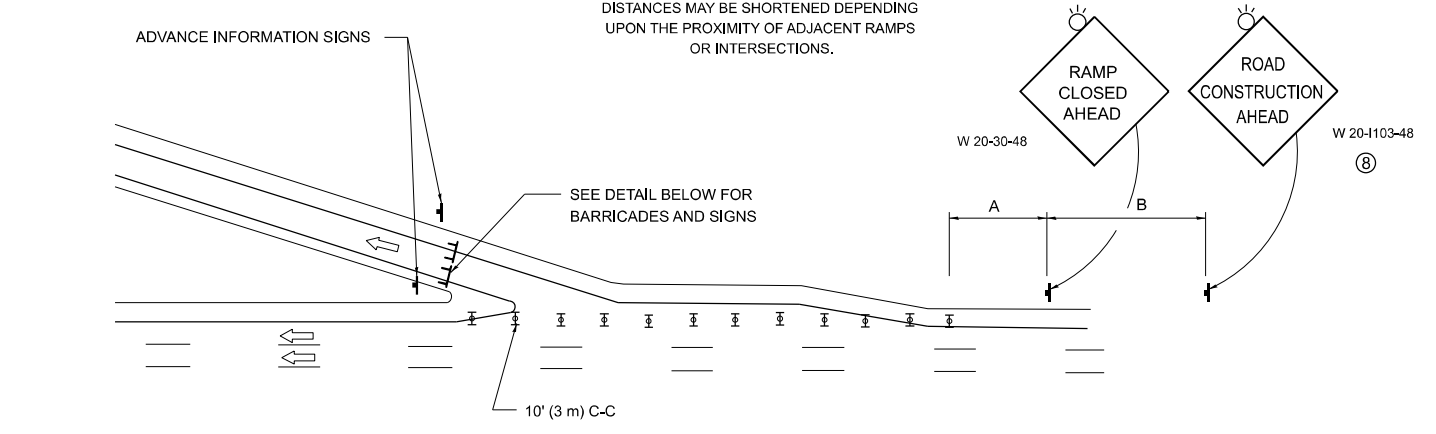 DISTANCES MAY BE SHORTENED DEPENDING
UPON THE PROXIMITY OF ADJACENT RAMPS
OR INTERSECTIONS.
ADVANCE INFORMATION SIGNS
RAMP
CLOSED
AHEAD
ROAD
CONSTRUCTION
AHEAD
W 20-30-48
W 20-I103-48
8
SEE DETAIL BELOW FOR
BARRICADES AND SIGNS
A
B
10' (3 m) C-C